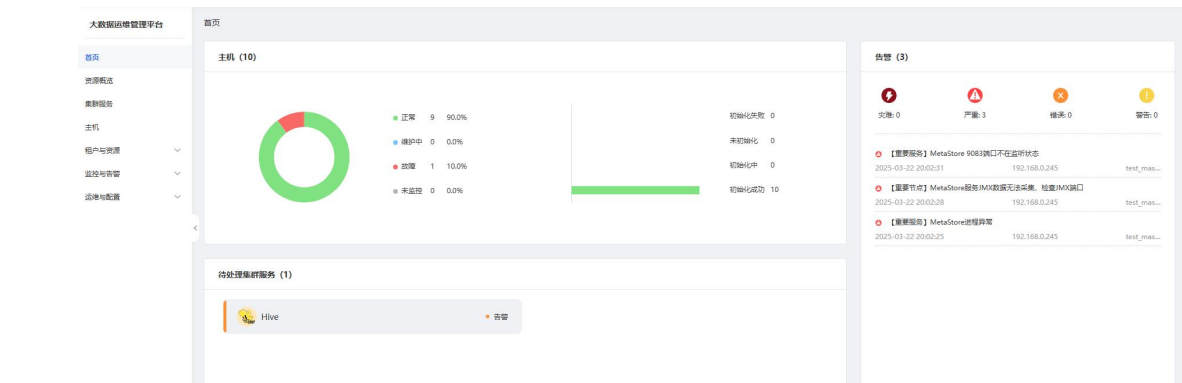 大数据运维管理平台
首页
资源概览
集群服务
主机
租户与资源
监控与告警
运维与配置
首页
主机（10）
正常 9 90.0%
维护中 0 0.0%
故障 1 10.0%
未监控 0 0.0%
初始化失败 0
未初始化 0
初始化中 0
初始化成功 10
待处理集群服务（1）
Hive
告警
告警（3）
灾难: 0 严重: 3 错误: 0 警告: 0
【重要服务】MetaStore 9083端口不在监听状态
2025-03-22 20:02:31 192.168.0.245 test_mas...
【重要节点】MetaStore服务JMX数据无法采集，检查JMX端口
2025-03-22 20:02:28 192.168.0.245 test_mas...
【重要服务】MetaStore进程异常
2025-03-22 20:02:25 192.168.0.245 test_mas...